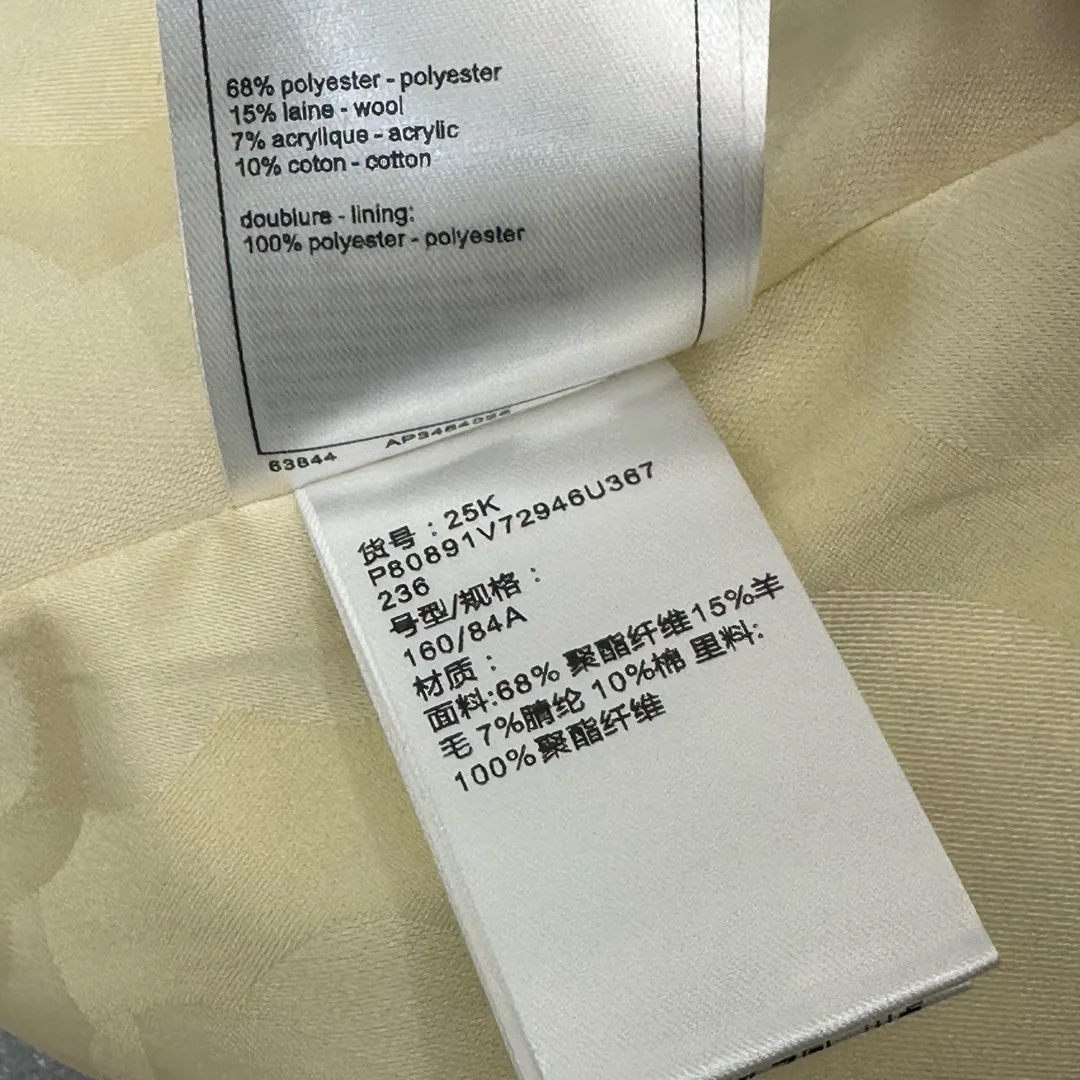 68% polyester - polyester
15% laine - wool
7% acrylique - acrylic
10% coton - cotton
doublure - lining:
100% polyester - polyester
63844
货号：25K
P80891V72946U367
236
号型/规格：
160/84A
材质：
面料:68% 聚酯纤维15%羊
毛 7%腈纶 10%棉 里料:
100%聚酯纤维